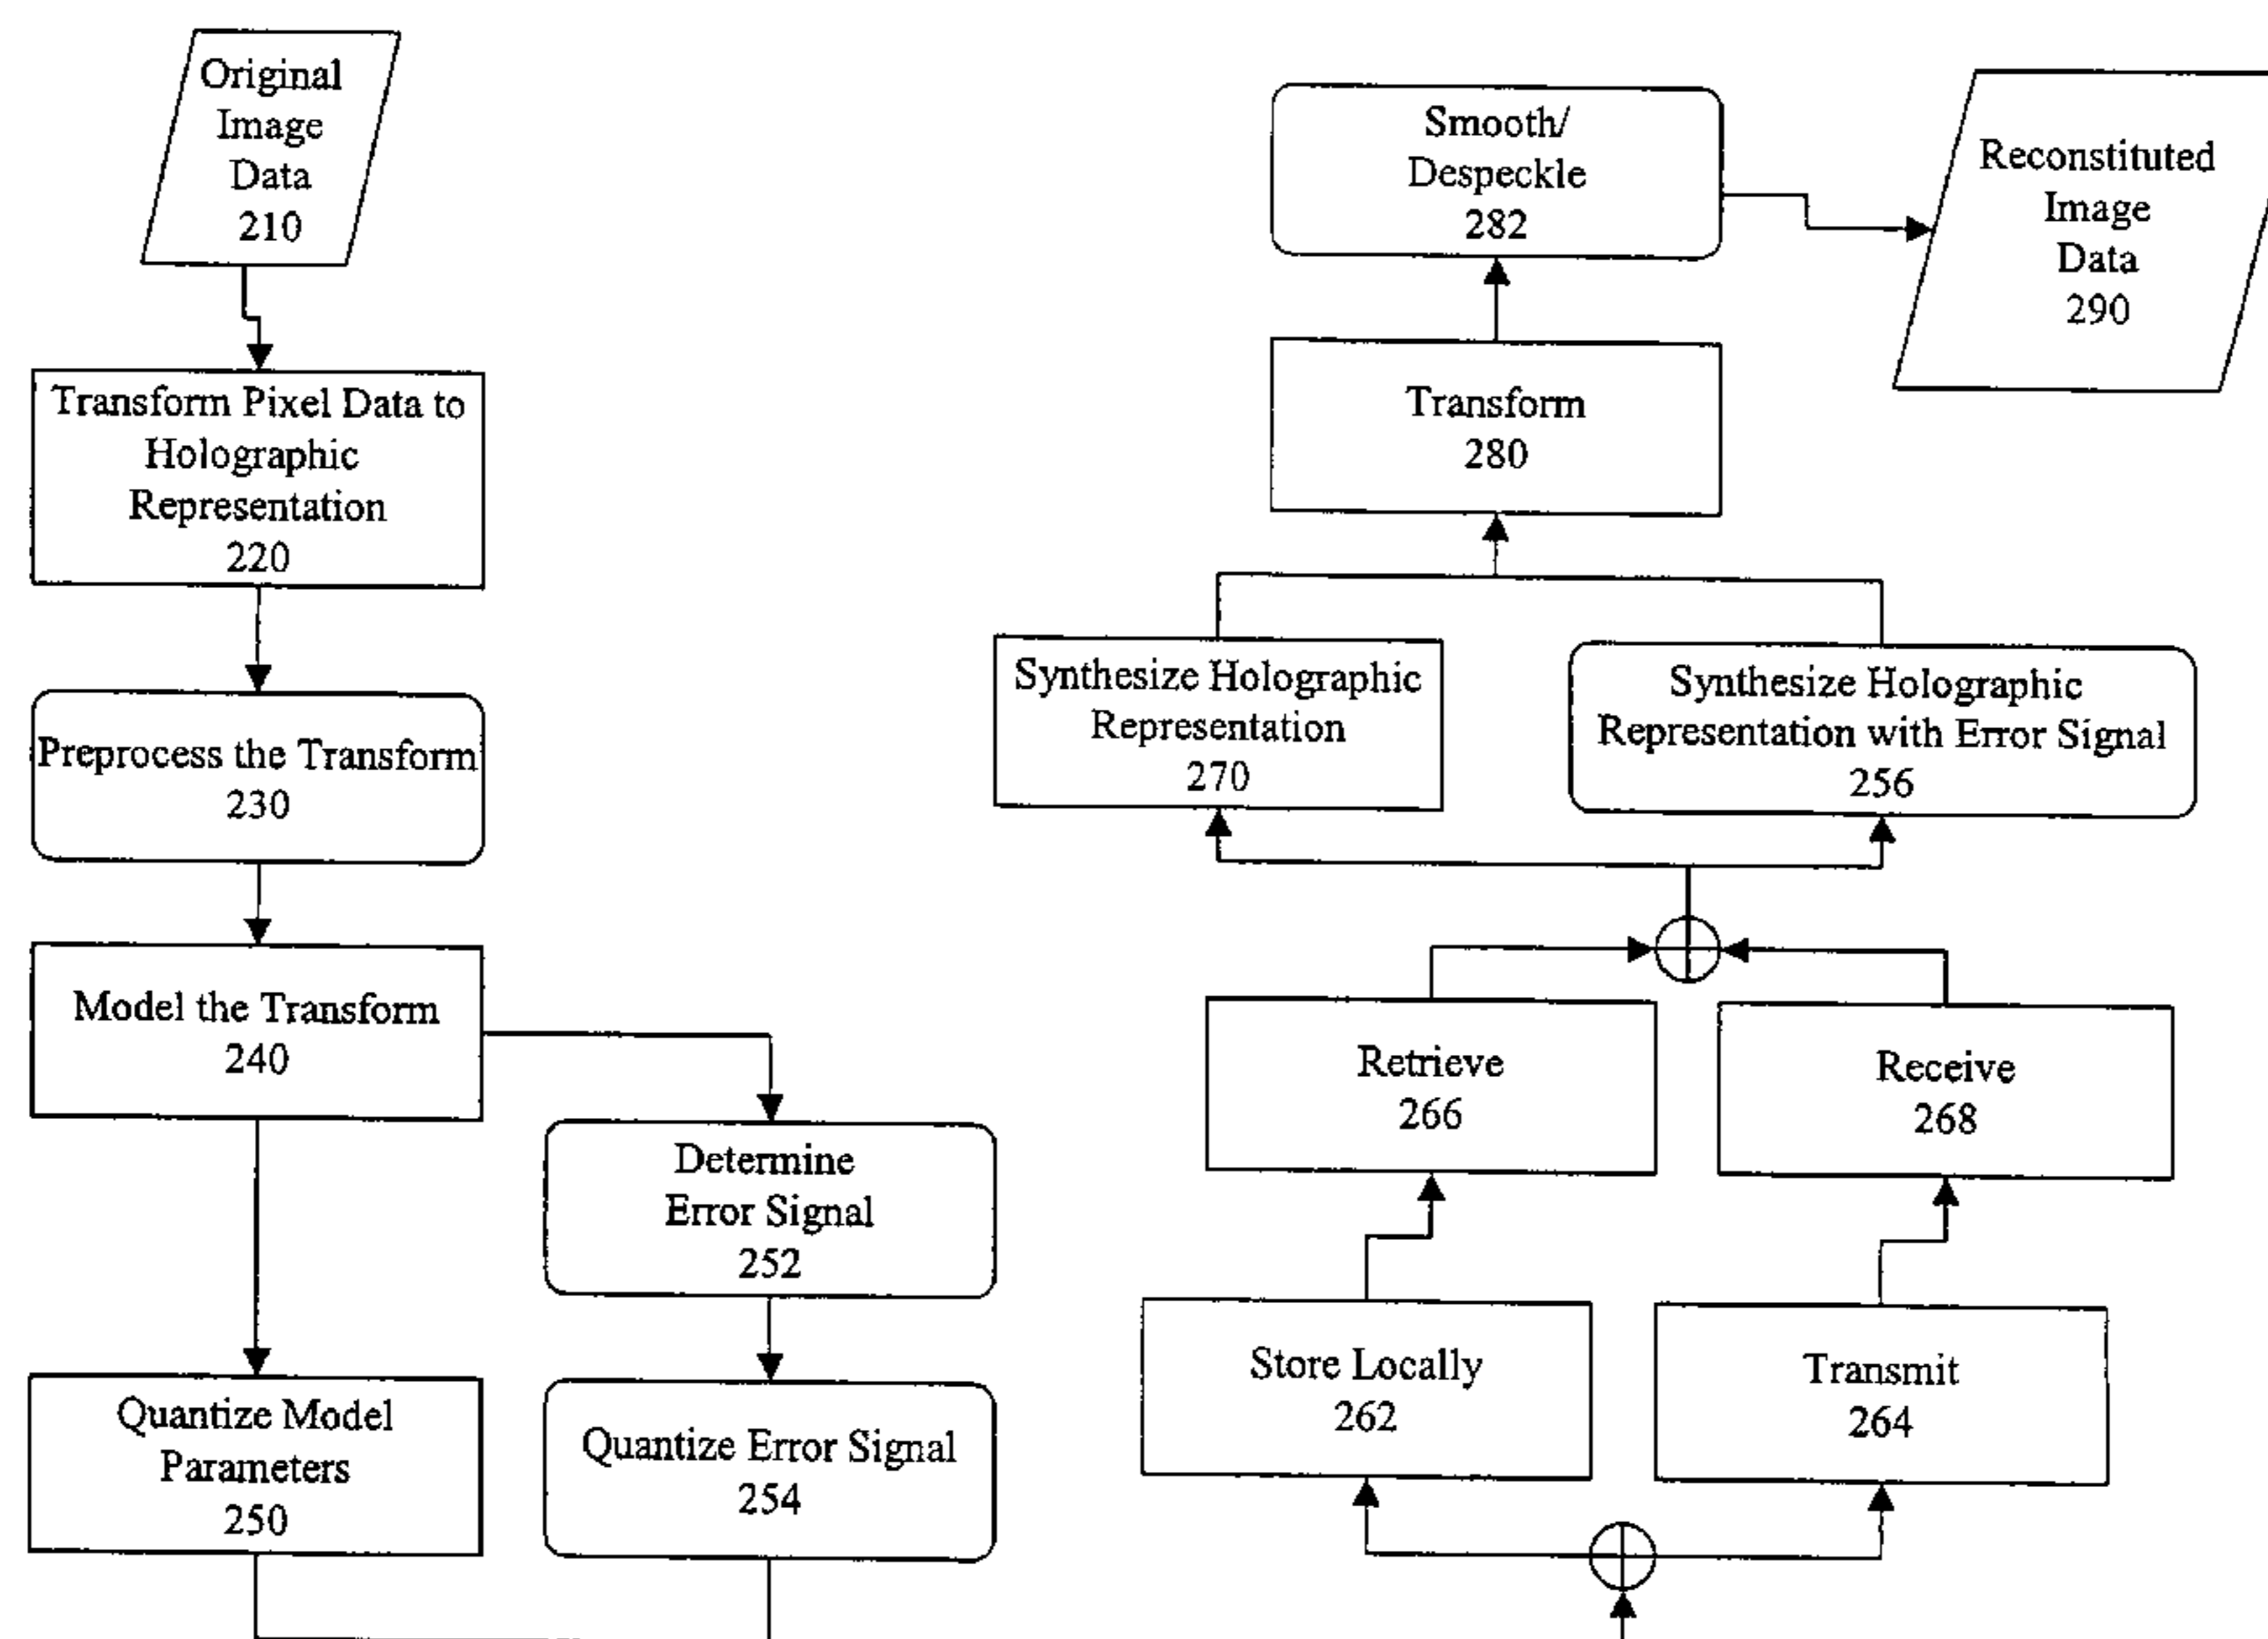 Original
Image
Data
210
Transform Pixel Data to
Holographic
Representation
220
Preprocess the Transform
230
Model the Transform
240
Determine
Error Signal
252
Quantize Model
Parameters
250
Quantize Error Signal
254
Smooth/
Despeckle
282
Reconstituted
Image
Data
290
Transform
280
Synthesize Holographic
Representation
270
Synthesize Holographic
Representation with Error Signal
256
Retrieve
266
Receive
268
Store Locally
262
Transmit
264